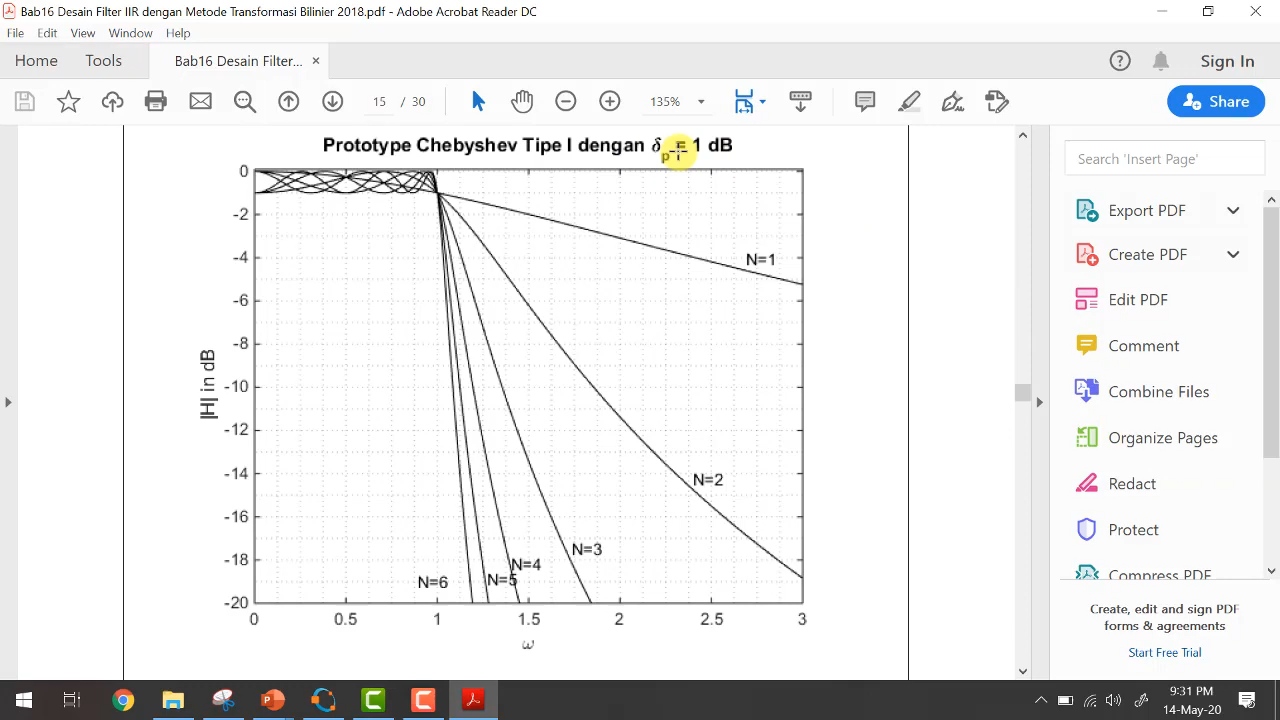 Bab16 Desain Filter IIR dengan Metode Transformasi Bilinier 2018.pdf - Adobe Acrobat Reader DC
File Edit View Window Help
Home Tools Bab16 Desain Filter... × Sign In
15 / 30 135% Share
Prototype Chebyshev Tipe I dengan δp = 1 dB
0
-2
-4
-6
-8
-10
-12
-14
-16
-18
-20
|H| in dB
N=1
N=2
N=3
N=4
N=5
N=6
0 0.5 1 1.5 2 2.5 3
ω
Search 'Insert Page'
Export PDF
Create PDF
Edit PDF
Comment
Combine Files
Organize Pages
Redact
Protect
Compress PDF
Create, edit and sign PDF
forms & agreements
Start Free Trial
9:31 PM
14-May-20